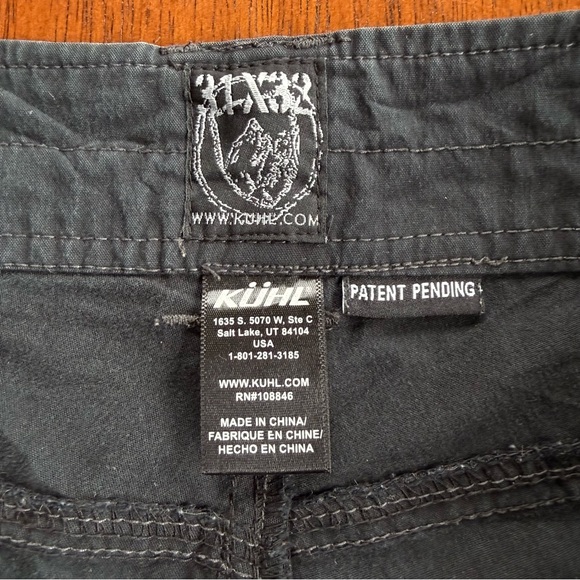 31X32
WWW.KUHL.COM
KÜHL
1635 S. 5070 W, Ste C
Salt Lake, UT 84104
USA
1-801-281-3185
WWW.KUHL.COM
RN#108846
MADE IN CHINA/
FABRIQUE EN CHINE/
HECHO EN CHINA
PATENT PENDING